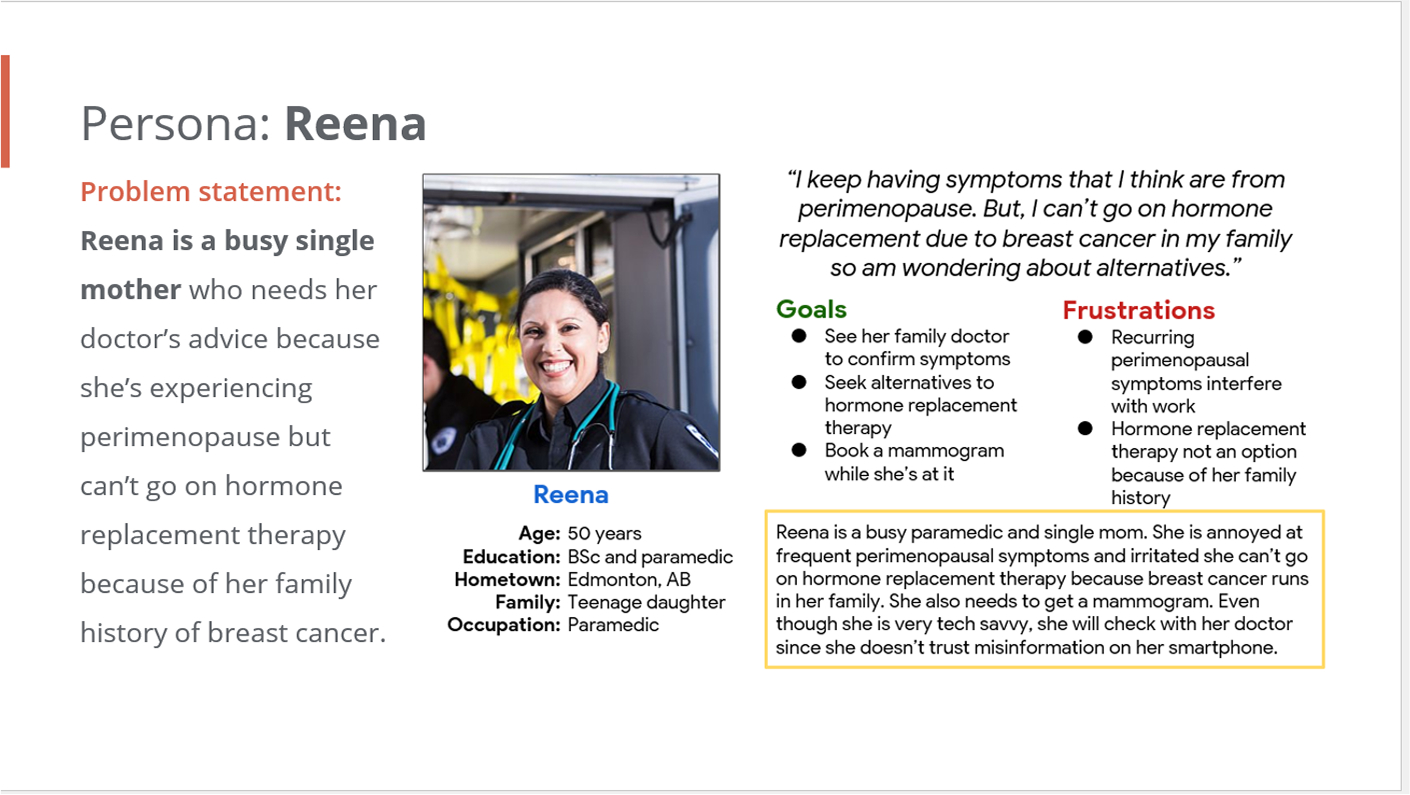 Persona: Reena
Problem statement:
Reena is a busy single
mother who needs her
doctor's advice because
she's experiencing
perimenopause but
can't go on hormone
replacement therapy
because of her family
history of breast cancer.
Reena
Age: 50 years
Education: BSc and paramedic
Hometown: Edmonton, AB
Family: Teenage daughter
Occupation: Paramedic
“I keep having symptoms that I think are from
perimenopause. But, I can't go on hormone
replacement due to breast cancer in my family
so am wondering about alternatives.”
Goals
● See her family doctor
to confirm symptoms
● Seek alternatives to
hormone replacement
therapy
● Book a mammogram
while she's at it
Frustrations
● Recurring
perimenopausal
symptoms interfere
with work
● Hormone replacement
therapy not an option
because of her family
history
Reena is a busy paramedic and single mom. She is annoyed at
frequent perimenopausal symptoms and irritated she can't go
on hormone replacement therapy because breast cancer runs
in her family. She also needs to get a mammogram. Even
though she is very tech savvy, she will check with her doctor
since she doesn't trust misinformation on her smartphone.